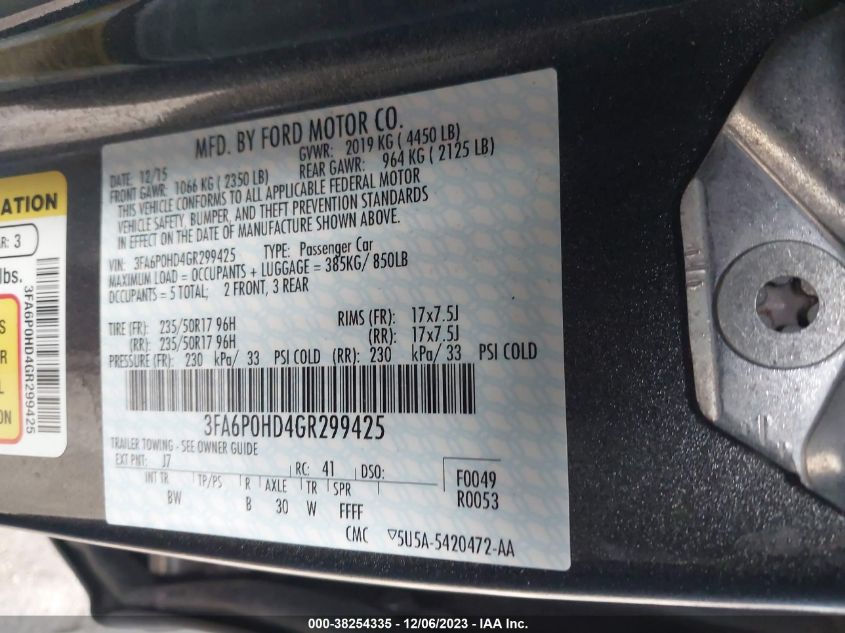 MFD. BY FORD MOTOR CO.
DATE: 12/15
GVWR: 2019 KG ( 4450 LB)
FRONT GAWR: 1066 KG ( 2350 LB)
REAR GAWR: 964 KG ( 2125 LB)
THIS VEHICLE CONFORMS TO ALL APPLICABLE FEDERAL MOTOR
VEHICLE SAFETY, BUMPER, AND THEFT PREVENTION STANDARDS
IN EFFECT ON THE DATE OF MANUFACTURE SHOWN ABOVE.
VIN: 3FA6P0HD4GR299425 TYPE: Passenger Car
MAXIMUM LOAD = OCCUPANTS + LUGGAGE = 385KG/ 850LB
OCCUPANTS = 5 TOTAL; 2 FRONT, 3 REAR
TIRE (FR): 235/50R17 96H RIMS (FR): 17x7.5J
(RR): 235/50R17 96H (RR): 17x7.5J
PRESSURE (FR): 230 kPa/ 33 PSI COLD (RR): 230 kPa/ 33 PSI COLD
3FA6P0HD4GR299425
TRAILER TOWING - SEE OWNER GUIDE
EXT PNT: J7 RC: 41 DSO: F0049
R0053
INT TR TP/PS R AXLE TR SPR
BW B 30 W FFFF
CMC ▽5U5A-5420472-AA
ATION
AR: 3
lbs.
S
R
L
ON
3FA6P0HD4GR299425
000-38254335 - 12/06/2023 - IAA Inc.